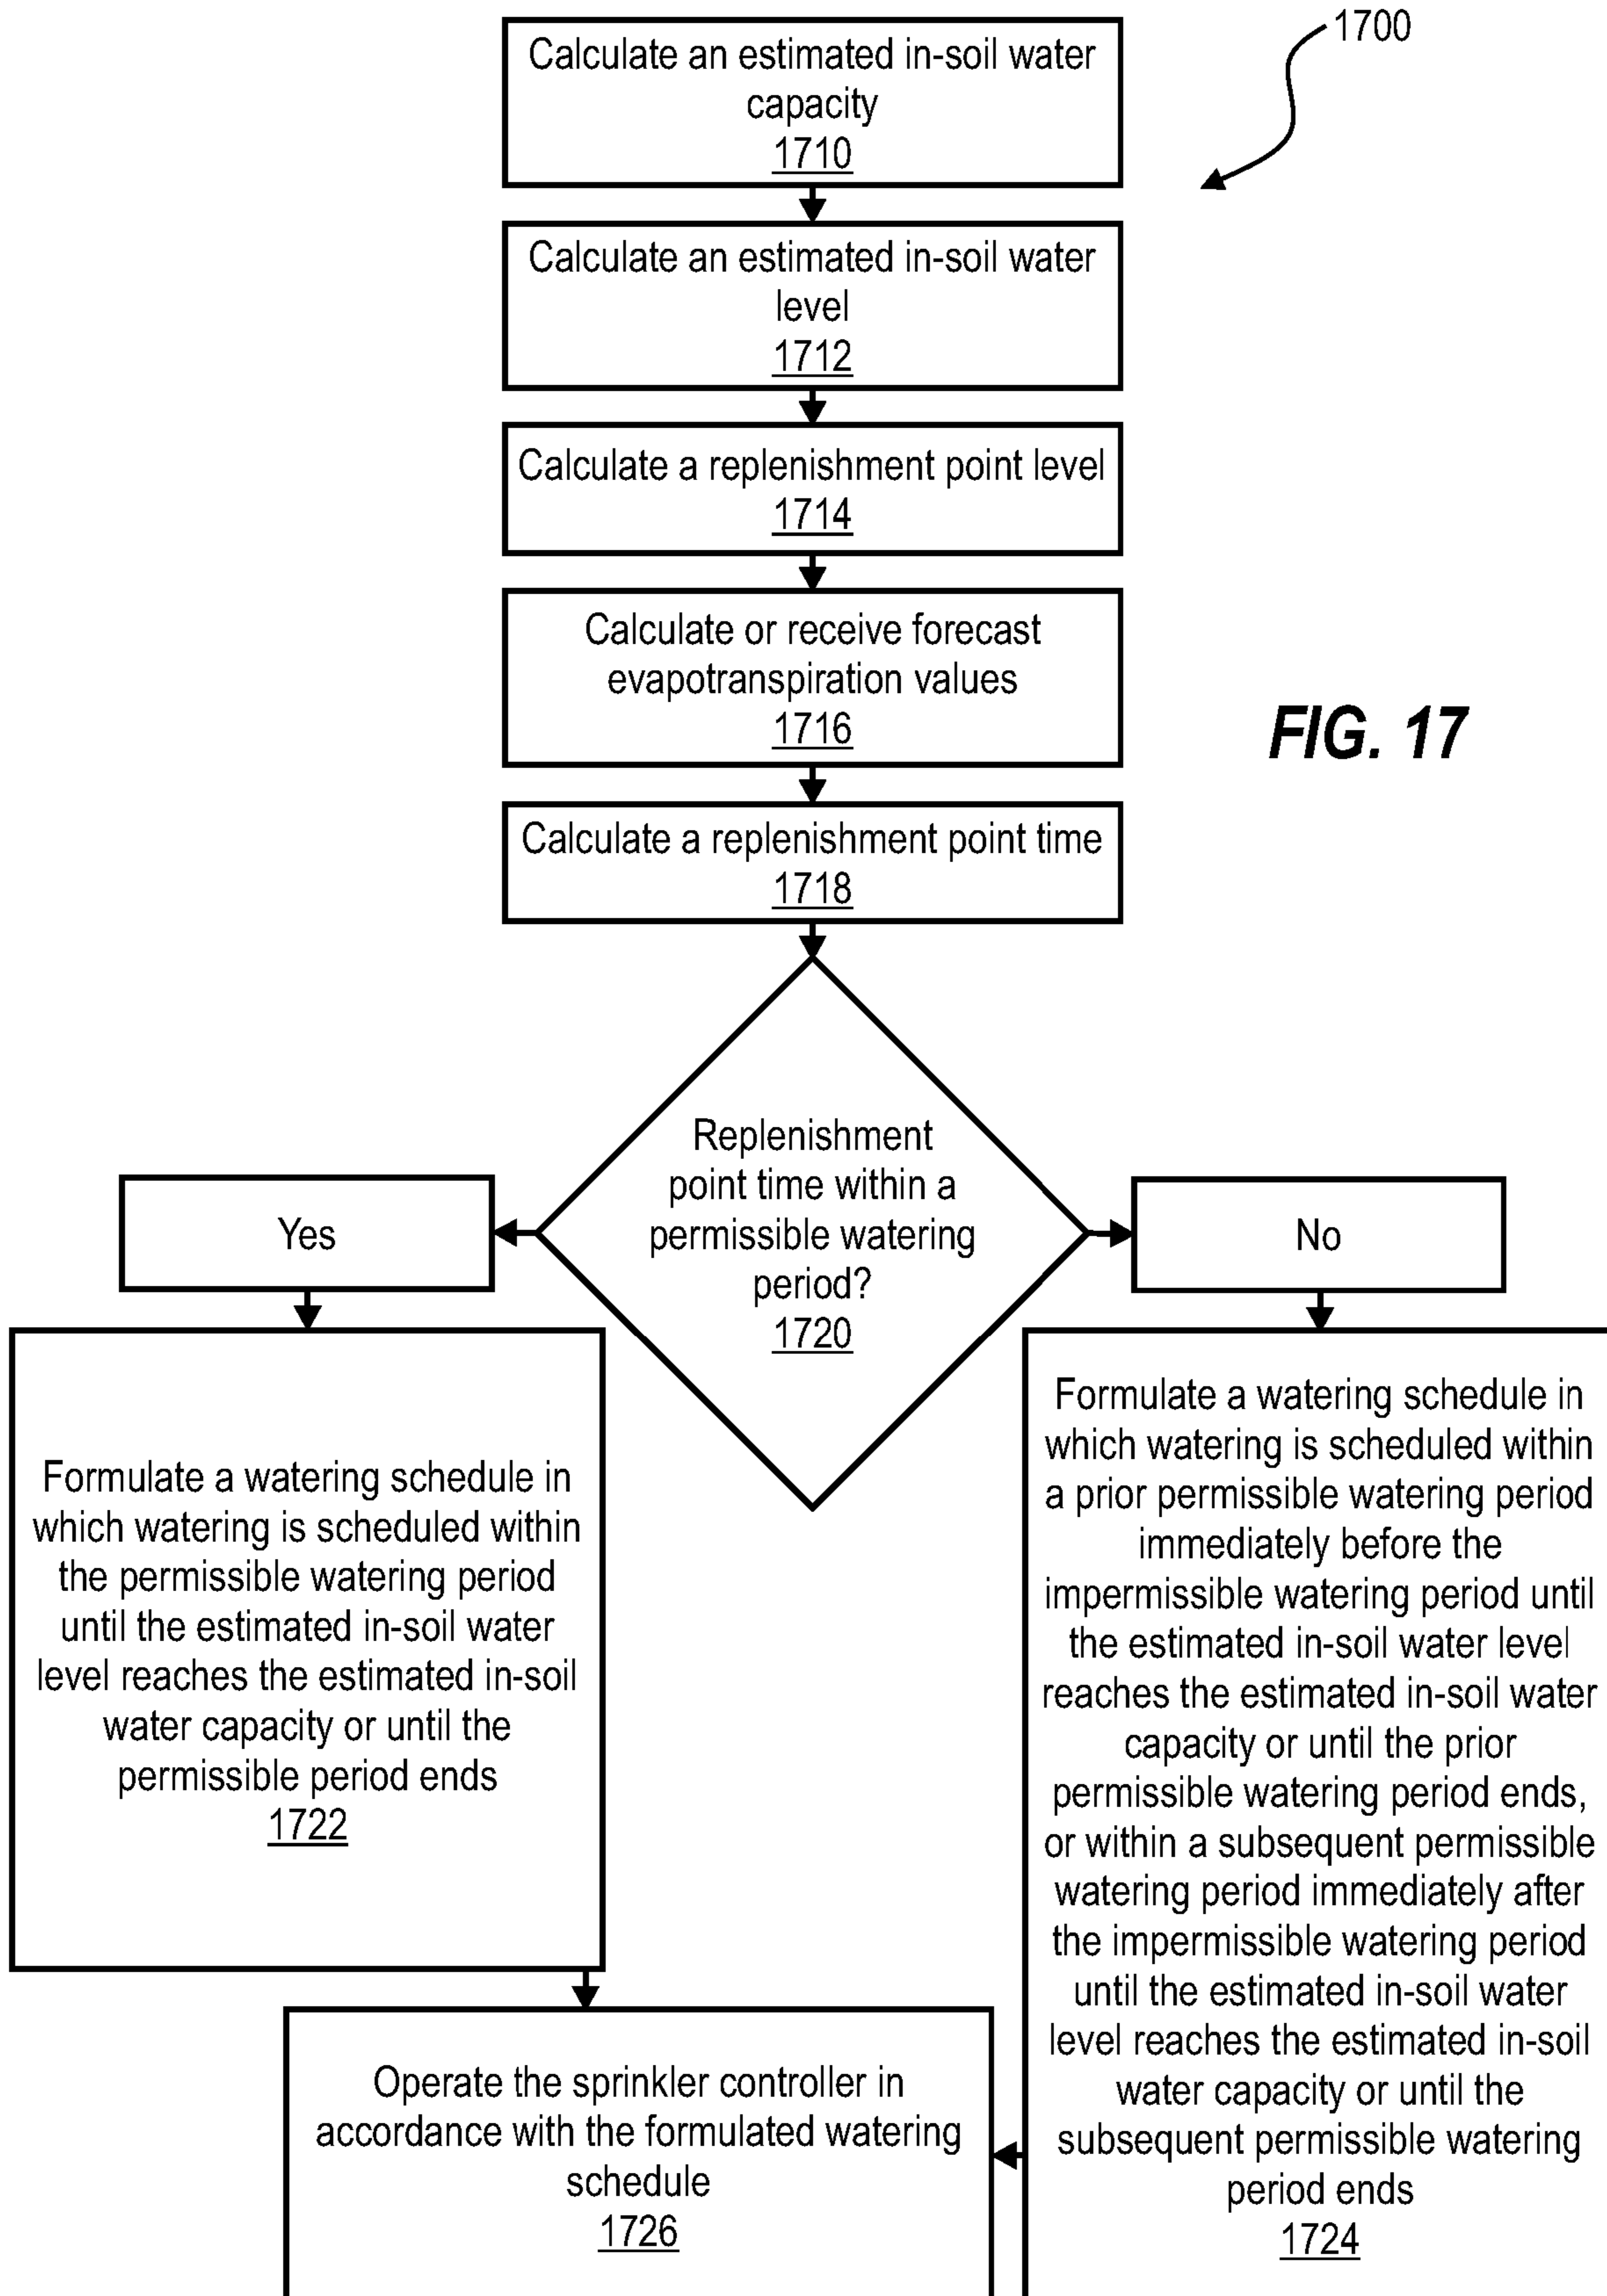 1700
Calculate an estimated in-soil water
capacity
1710
Calculate an estimated in-soil water
level
1712
Calculate a replenishment point level
1714
Calculate or receive forecast
evapotranspiration values
1716
FIG. 17
Calculate a replenishment point time
1718
Replenishment
point time within a
permissible watering
period?
1720
Yes
No
Formulate a watering schedule in
which watering is scheduled within
the permissible watering period
until the estimated in-soil water
level reaches the estimated in-soil
water capacity or until the
permissible period ends
1722
Formulate a watering schedule in
which watering is scheduled within
a prior permissible watering period
immediately before the
impermissible watering period until
the estimated in-soil water level
reaches the estimated in-soil water
capacity or until the prior
permissible watering period ends,
or within a subsequent permissible
watering period immediately after
the impermissible watering period
until the estimated in-soil water
level reaches the estimated in-soil
water capacity or until the
subsequent permissible watering
period ends
1724
Operate the sprinkler controller in
accordance with the formulated watering
schedule
1726